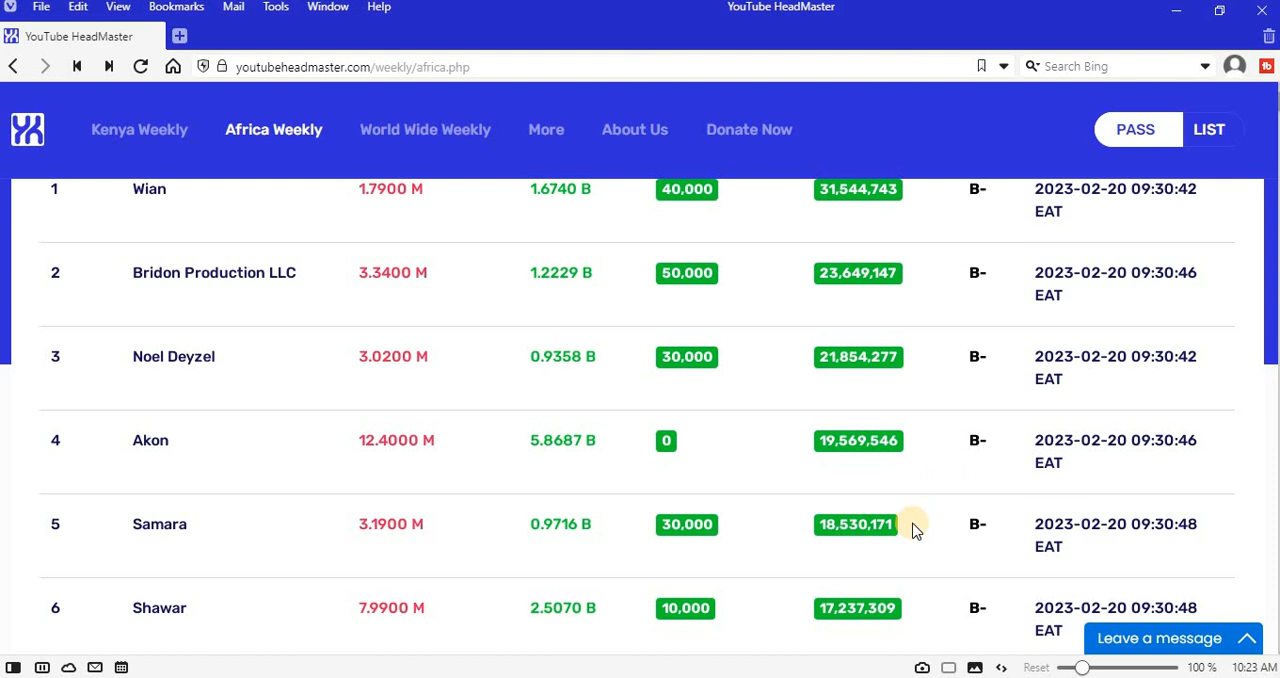 File Edit View Bookmarks Mail Tools Window Help YouTube HeadMaster
YouTube HeadMaster
youtubeheadmaster.com/weekly/africa.php Search Bing
Kenya Weekly Africa Weekly World Wide Weekly More About Us Donate Now PASS LIST
1 Wian 1.7900 M 1.6740 B 40,000 31,544,743 B- 2023-02-20 09:30:42
EAT
2 Bridon Production LLC 3.3400 M 1.2229 B 50,000 23,649,147 B- 2023-02-20 09:30:46
EAT
3 Noel Deyzel 3.0200 M 0.9358 B 30,000 21,854,277 B- 2023-02-20 09:30:42
EAT
4 Akon 12.4000 M 5.8687 B 0 19,569,546 B- 2023-02-20 09:30:46
EAT
5 Samara 3.1900 M 0.9716 B 30,000 18,530,171 B- 2023-02-20 09:30:48
EAT
6 Shawar 7.9900 M 2.5070 B 10,000 17,237,309 B- 2023-02-20 09:30:48
EAT
Leave a message
Reset 100 % 10:23 AM